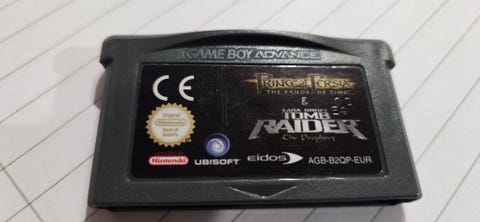 GAME BOY ADVANCE
CE
PRINCE OF PERSIA
THE SANDS OF TIME
&
LARA CROFT
TOMB
RAIDER
The Prophecy
Original
Nintendo
Seal of
Quality
Nintendo
UBISOFT
eidos
AGB-B2QP-EUR